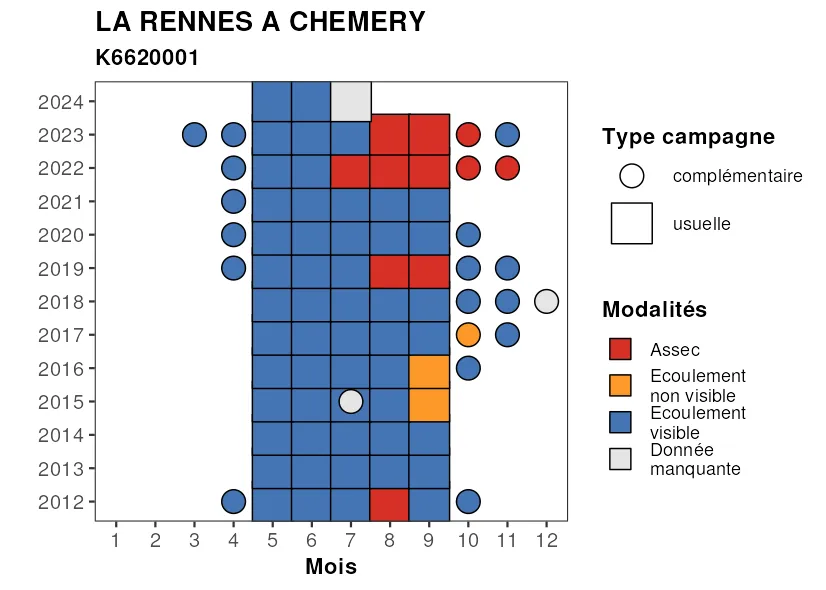 LA RENNES A CHEMERY
K6620001
2024
2023
2022
2021
2020
2019
2018
2017
2016
2015
2014
2013
2012
1 2 3 4 5 6 7 8 9 10 11 12
Mois
Type campagne
complémentaire
usuelle
Modalités
Assec
Ecoulement
non visible
Ecoulement
visible
Donnée
manquante